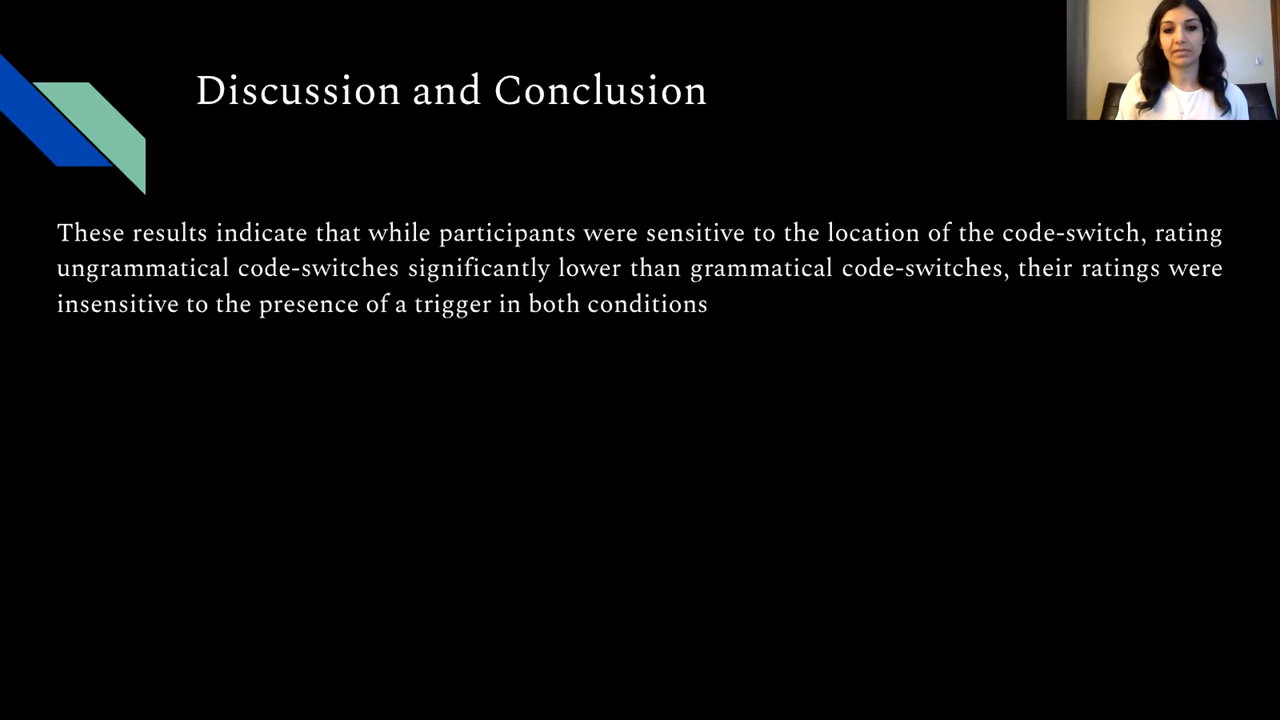 Discussion and Conclusion
These results indicate that while participants were sensitive to the location of the code-switch, rating
ungrammatical code-switches significantly lower than grammatical code-switches, their ratings were
insensitive to the presence of a trigger in both conditions